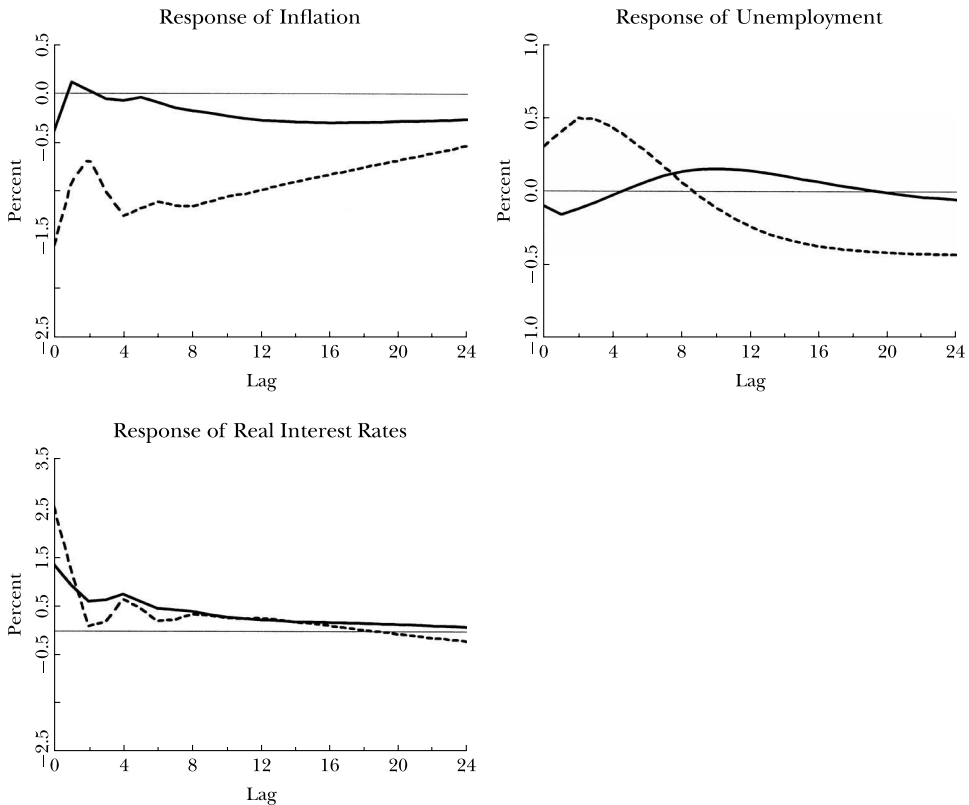 Response of Inflation
Percent
0.5
0.0
−0.5
−1.5
−2.5
0 4 8 12 16 20 24
Lag
Response of Unemployment
Percent
1.0
0.5
0.0
−0.5
−1.0
0 4 8 12 16 20 24
Lag
Response of Real Interest Rates
Percent
3.5
2.5
1.5
0.5
−0.5
−2.5
0 4 8 12 16 20 24
Lag